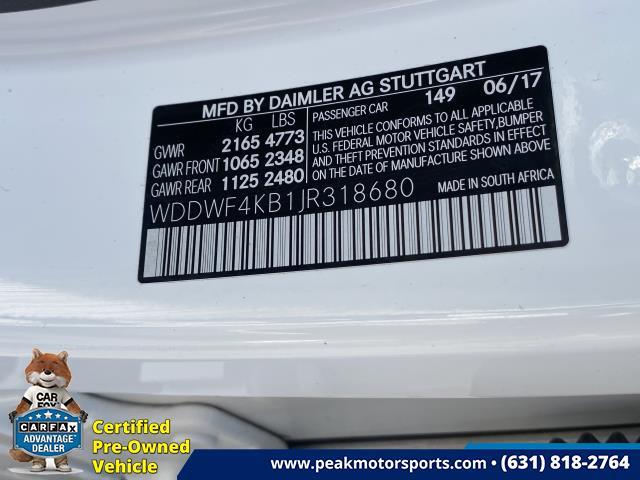 MFD BY DAIMLER AG STUTTGART
KG LBS
GVWR 2165 4773
GAWR FRONT 1065 2348
GAWR REAR 1125 2480
PASSENGER CAR 149 06/17
THIS VEHICLE CONFORMS TO ALL APPLICABLE
U.S. FEDERAL MOTOR VEHICLE SAFETY,BUMPER
AND THEFT PREVENTION STANDARDS IN EFFECT
ON THE DATE OF MANUFACTURE SHOWN ABOVE
WDDWF4KB1JR318680
MADE IN SOUTH AFRICA
CAR
FOX
CARFAX
ADVANTAGE
DEALER
Certified
Pre-Owned
Vehicle
www.peakmotorsports.com - (631) 818-2764